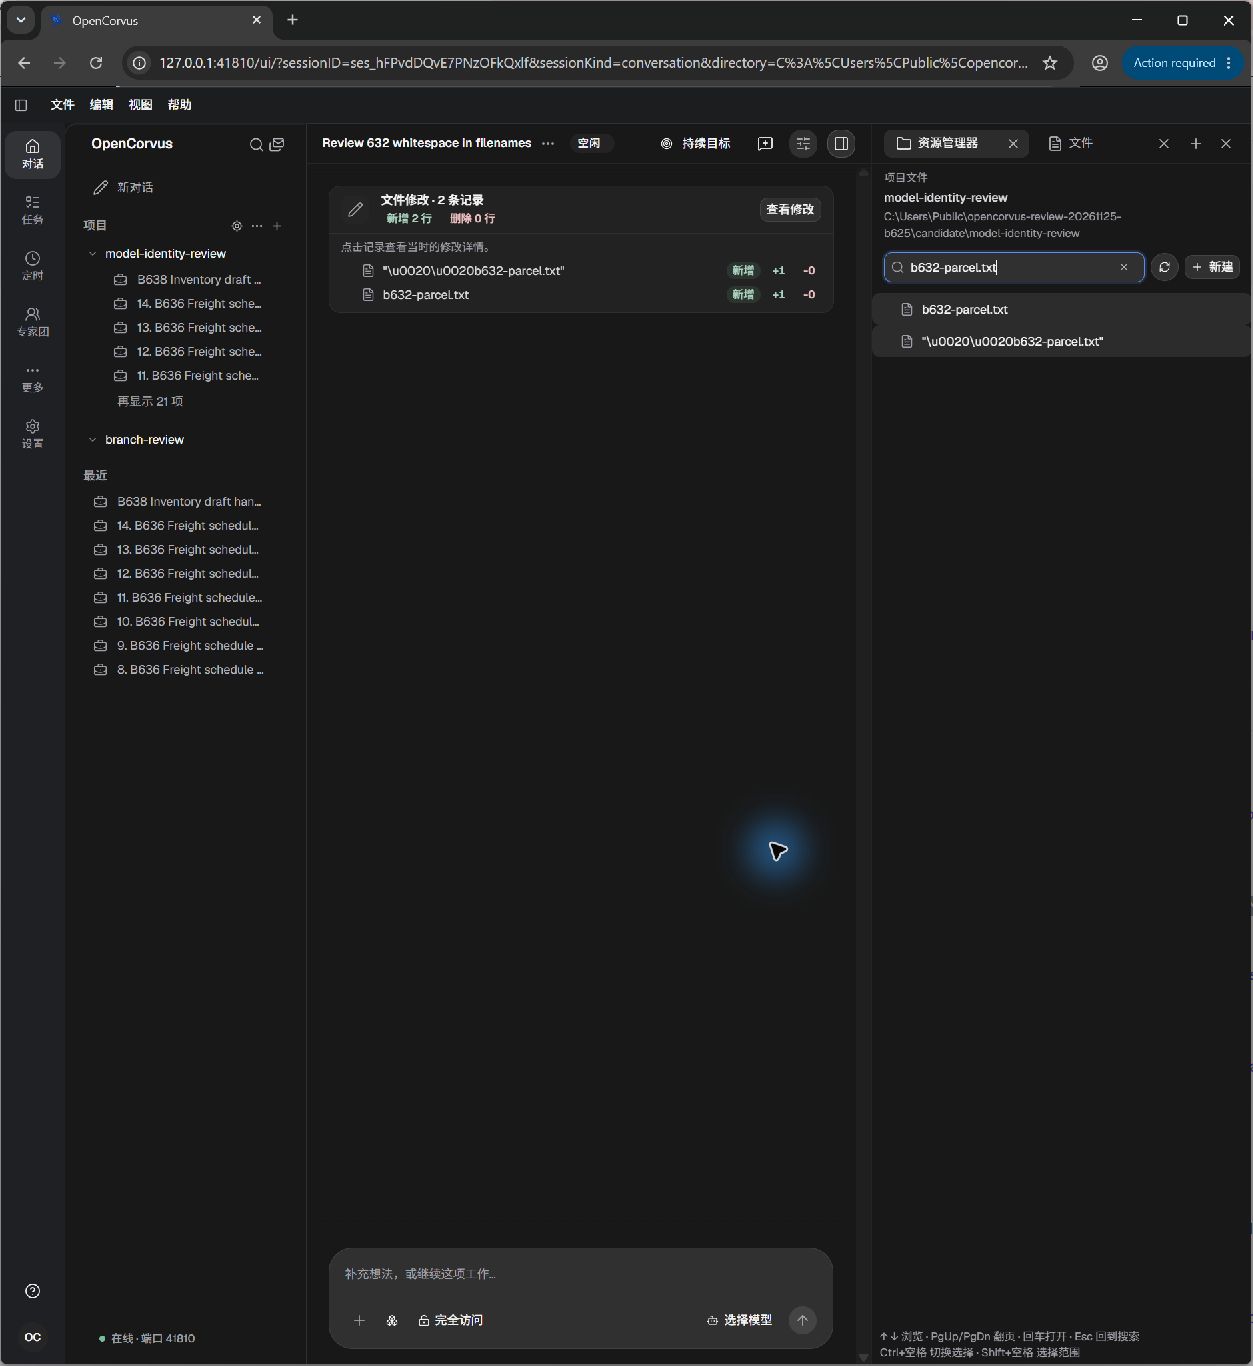 OpenCorvus
127.0.0.1:41810/ui/?sessionID=ses_hFPvdDQvE7PNzOFkQxlf&sessionKind=conversation&directory=C%3A%5CUsers%5CPublic%5Copencor...
Action required
文件 编辑 视图 帮助
对话
任务
定时
专家团
更多
设置
OC
OpenCorvus
新对话
项目
model-identity-review
B638 Inventory draft ...
14. B636 Freight sche...
13. B636 Freight sche...
12. B636 Freight sche...
11. B636 Freight sche...
再显示 21 项
branch-review
最近
B638 Inventory draft han...
14. B636 Freight schedul...
13. B636 Freight schedul...
12. B636 Freight schedul...
11. B636 Freight schedule...
10. B636 Freight schedul...
9. B636 Freight schedule ...
8. B636 Freight schedule ...
在线 · 端口 41810
Review 632 whitespace in filenames ··· 空闲 持续目标
文件修改 · 2 条记录
新增 2 行 删除 0 行
查看修改
点击记录查看当时的修改详情。
"\u0020\u0020b632-parcel.txt" 新增 +1 -0
b632-parcel.txt 新增 +1 -0
补充想法，或继续这项工作...
完全访问 选择模型
资源管理器 文件
项目文件
model-identity-review
C:\Users\Public\opencorvus-review-20261125-
b625\candidate\model-identity-review
b632-parcel.txt
新建
b632-parcel.txt
"\u0020\u0020b632-parcel.txt"
↑↓ 浏览 · PgUp/PgDn 翻页 · 回车打开 · Esc 回到搜索
Ctrl+空格 切换选择 · Shift+空格 选择范围